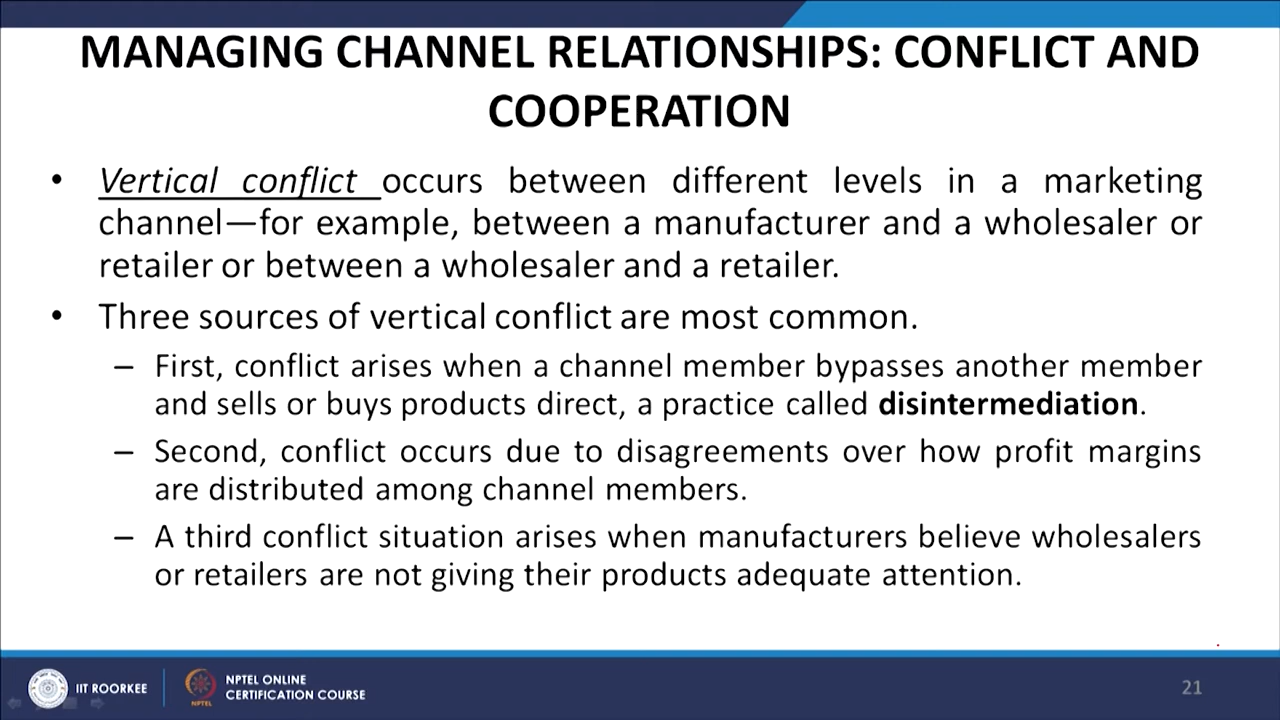 MANAGING CHANNEL RELATIONSHIPS: CONFLICT AND
COOPERATION
• Vertical conflict occurs between different levels in a marketing
channel—for example, between a manufacturer and a wholesaler or
retailer or between a wholesaler and a retailer.
• Three sources of vertical conflict are most common.
– First, conflict arises when a channel member bypasses another member
and sells or buys products direct, a practice called disintermediation.
– Second, conflict occurs due to disagreements over how profit margins
are distributed among channel members.
– A third conflict situation arises when manufacturers believe wholesalers
or retailers are not giving their products adequate attention.
IIT ROORKEE
NPTEL
NPTEL ONLINE
CERTIFICATION COURSE
21